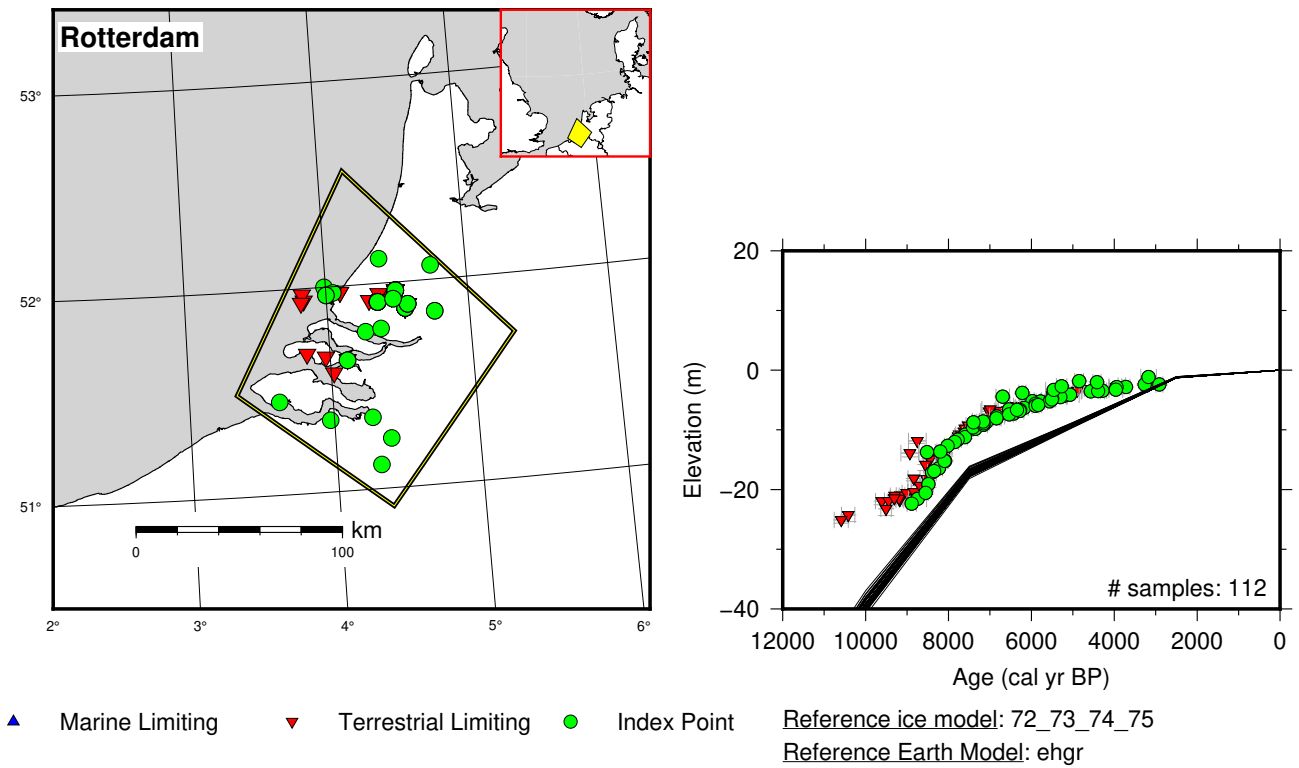 Rotterdam
53°
52°
51°
km
0 100
2° 3° 4° 5° 6°
20
0
−20
−40
Elevation (m)
# samples: 112
12000 10000 8000 6000 4000 2000 0
Age (cal yr BP)
Marine Limiting Terrestrial Limiting Index Point
Reference ice model: 72_73_74_75
Reference Earth Model: ehgr